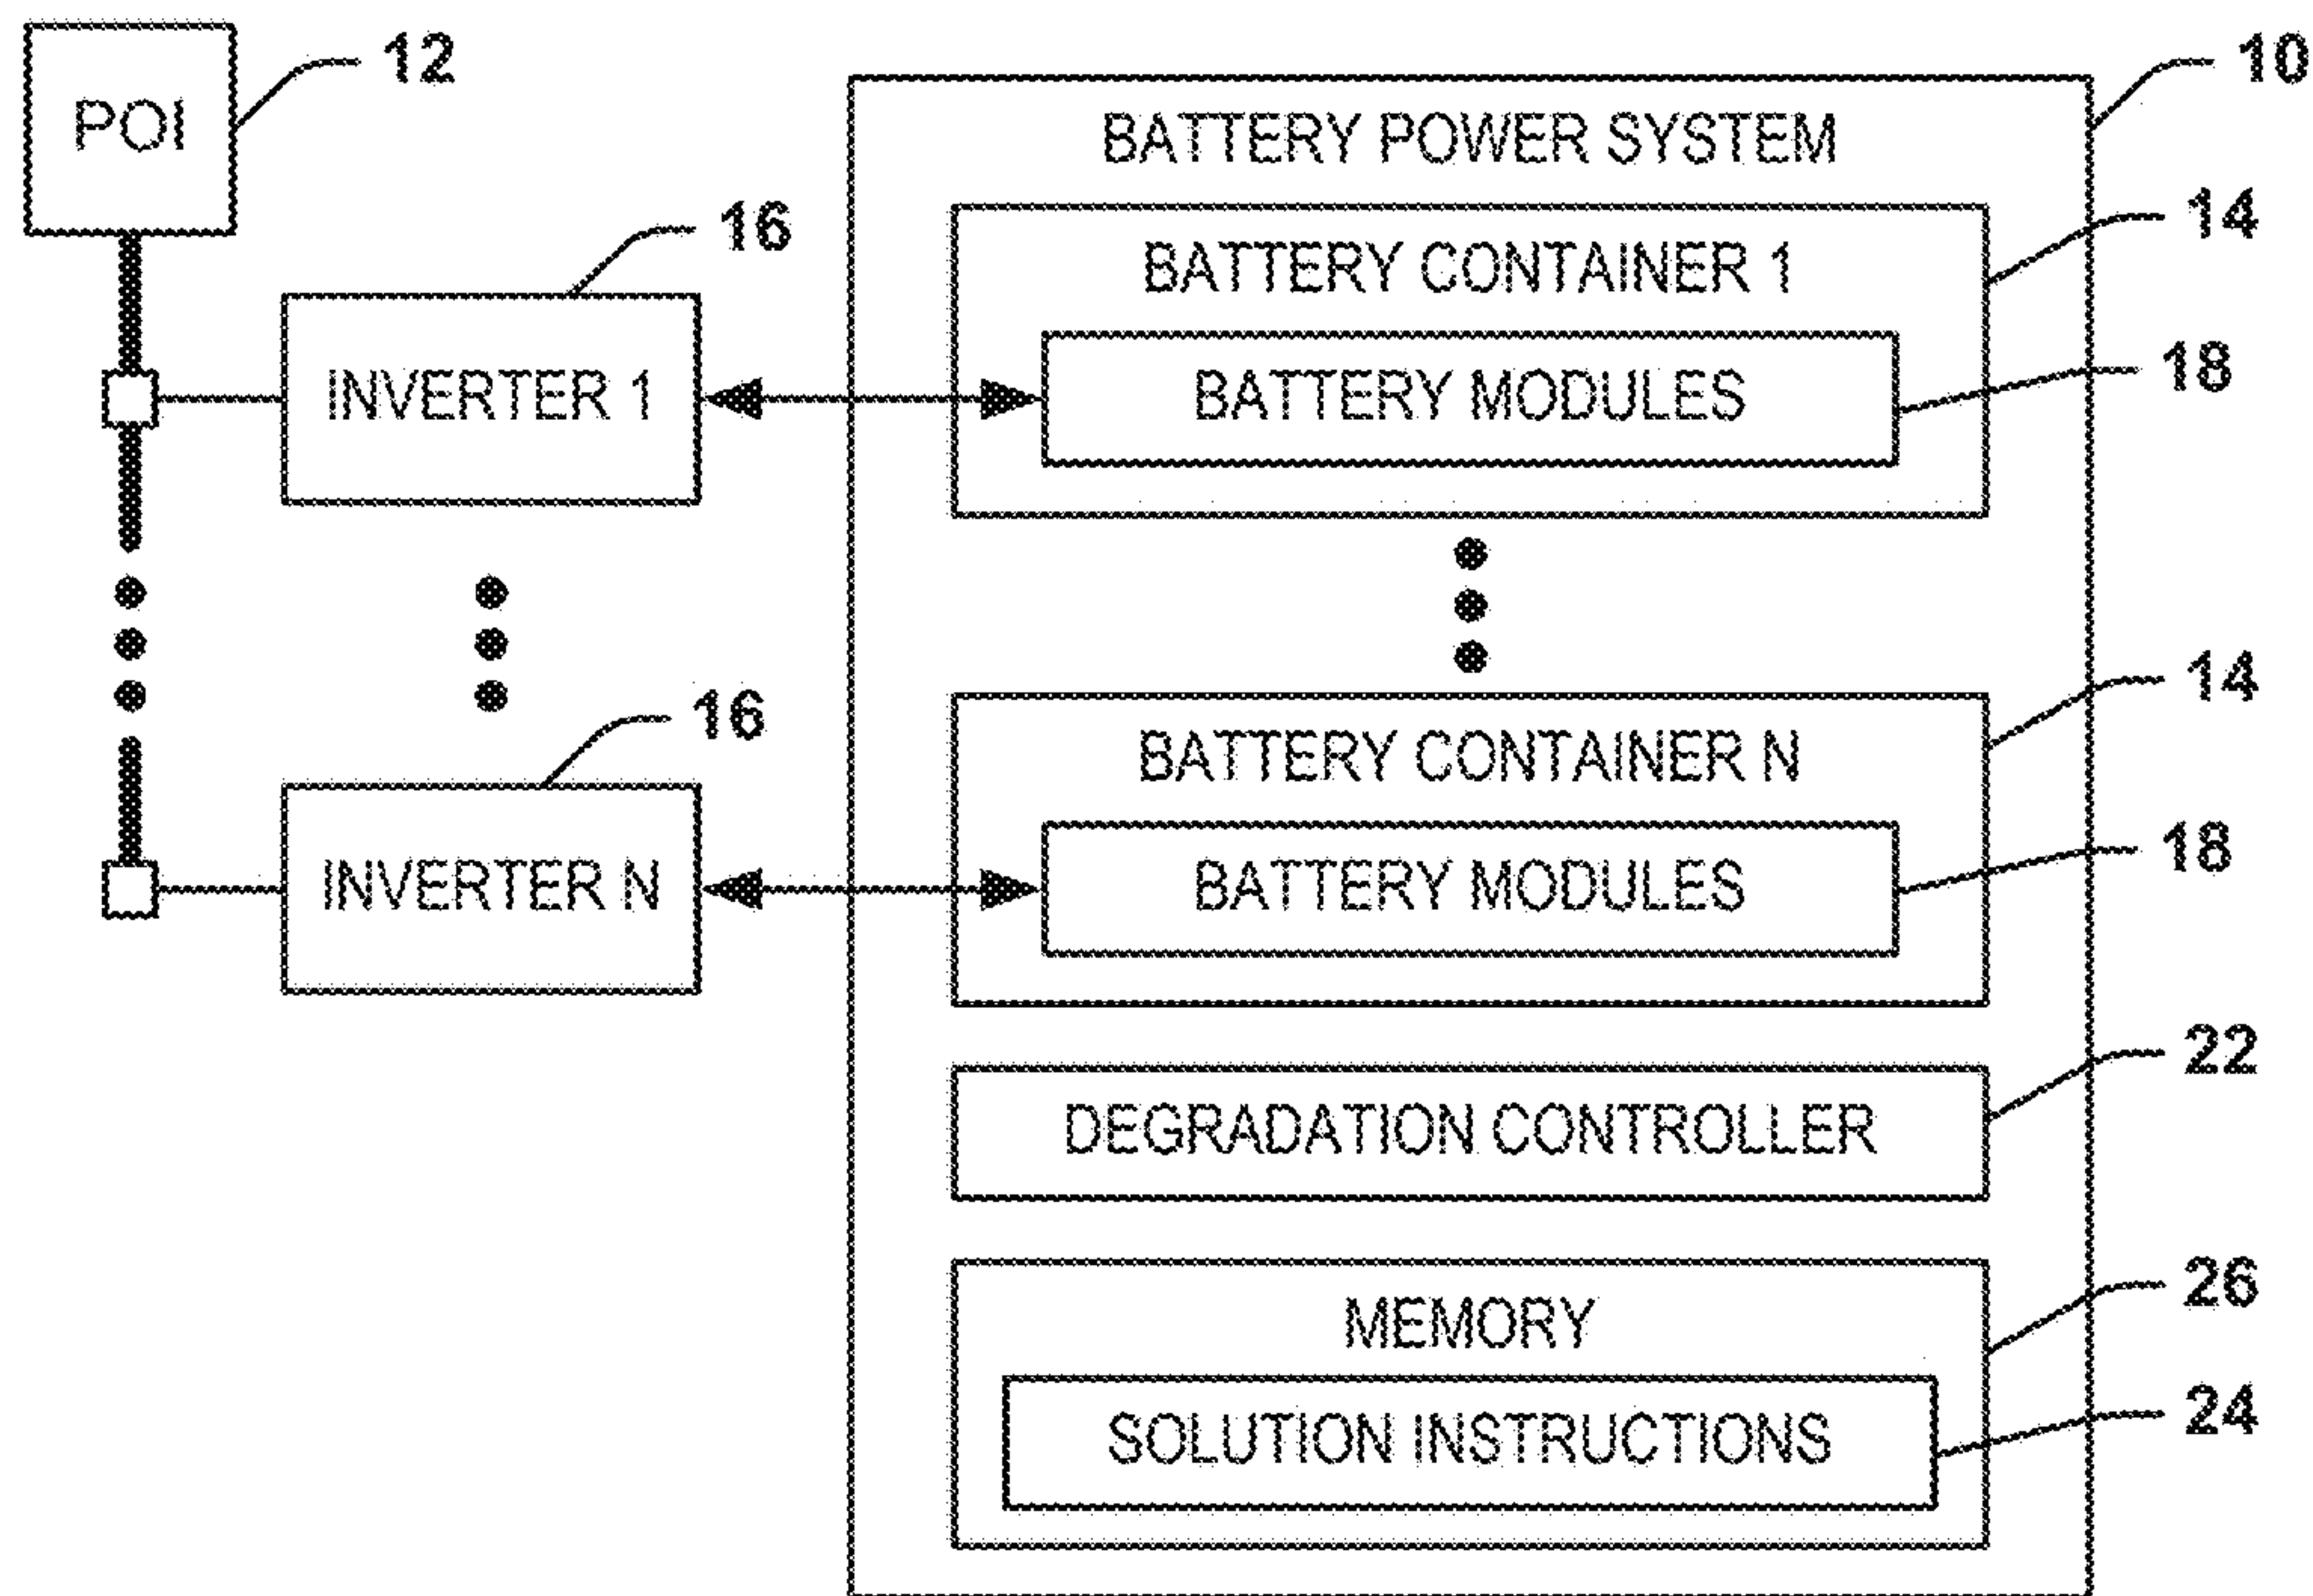 12
POI
10
BATTERY POWER SYSTEM
14
BATTERY CONTAINER 1
16
18
BATTERY MODULES
INVERTER 1
14
BATTERY CONTAINER N
16
18
BATTERY MODULES
INVERTER N
22
DEGRADATION CONTROLLER
26
MEMORY
24
SOLUTION INSTRUCTIONS